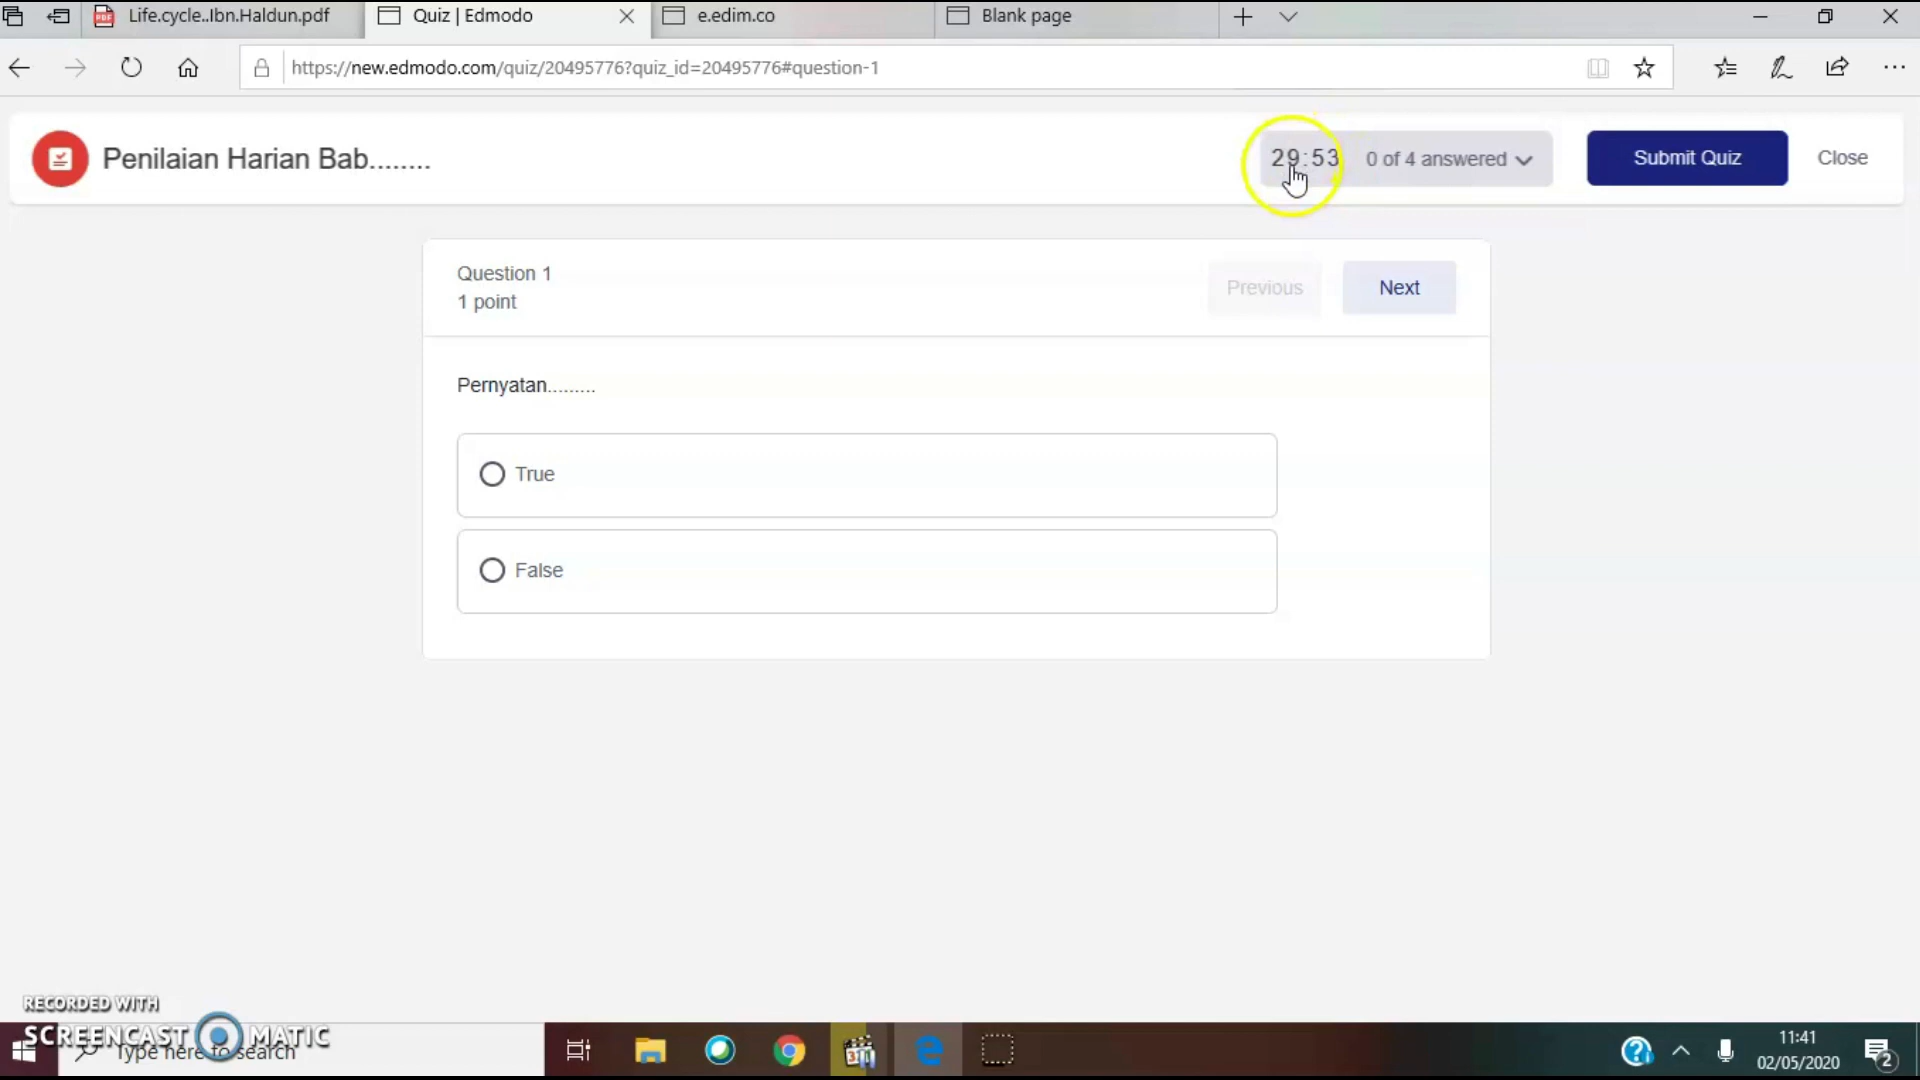 Life.cycle..Ibn.Haldun.pdf
Quiz | Edmodo
e.edim.co
Blank page
https://new.edmodo.com/quiz/20495776?quiz_id=20495776#question-1
Penilaian Harian Bab........
29:53
0 of 4 answered
Submit Quiz
Close
Question 1
1 point
Previous
Next
Pernyatan.........
True
False
RECORDED WITH
SCREENCAST MATIC
Type here to search
11:41
02/05/2020
2